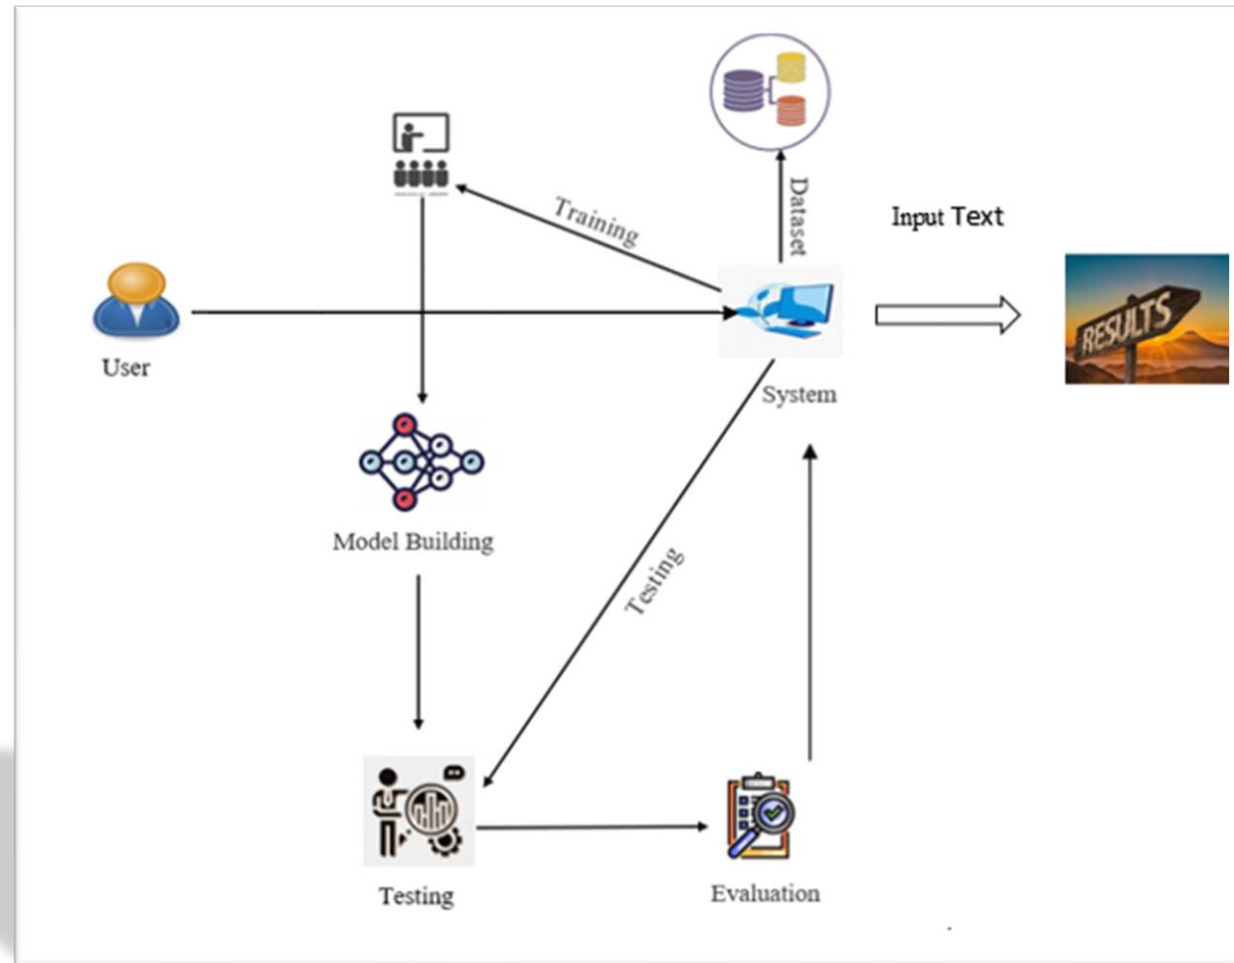 Dataset
Training
Input Text
RESULTS
User
System
Model Building
Testing
Testing
Evaluation